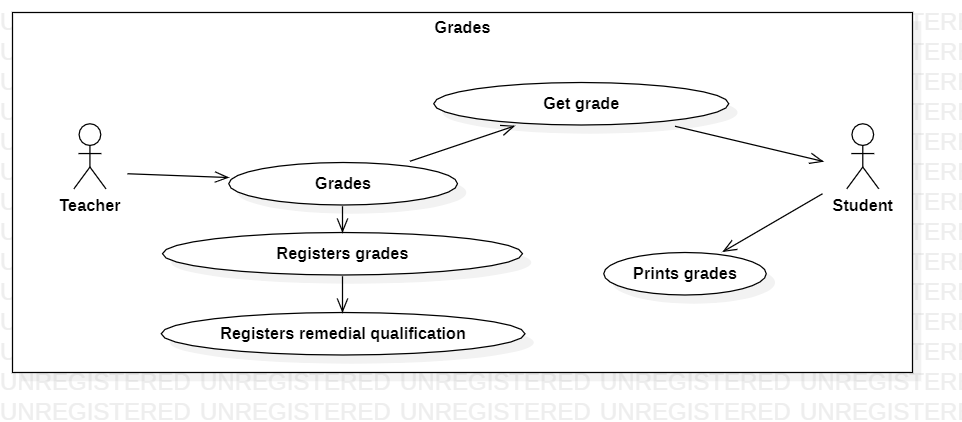 Grades
Get grade
Teacher
Grades
Student
Registers grades
Prints grades
Registers remedial qualification
UNREGISTERED UNREGISTERED UNREGISTERED UNREGISTERED UNREGISTERED
UNREGISTERED UNREGISTERED UNREGISTERED UNREGISTERED UNREGISTERED